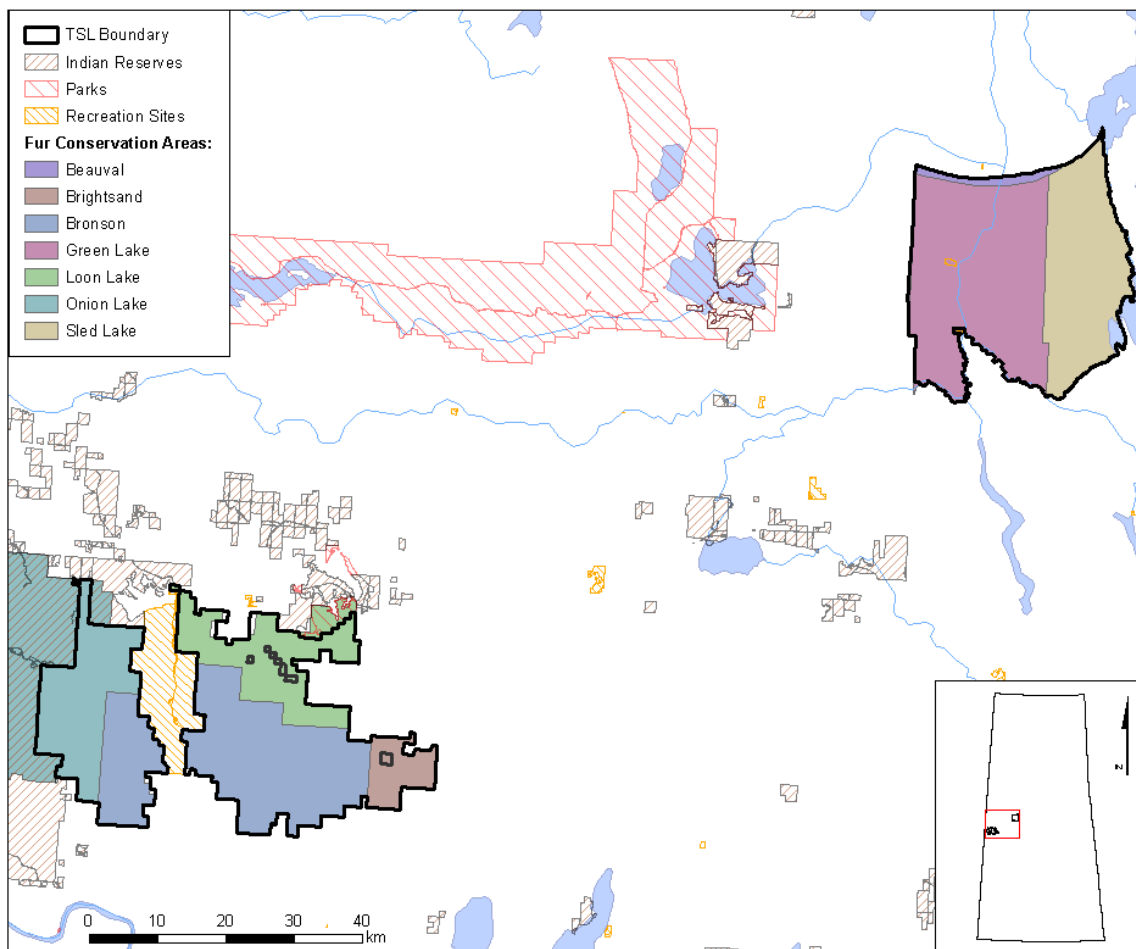 TSL Boundary
Indian Reserves
Parks
Recreation Sites
Fur Conservation Areas:
Beauval
Brightsand
Bronson
Green Lake
Loon Lake
Onion Lake
Sled Lake
0 10 20 30 40
km
N